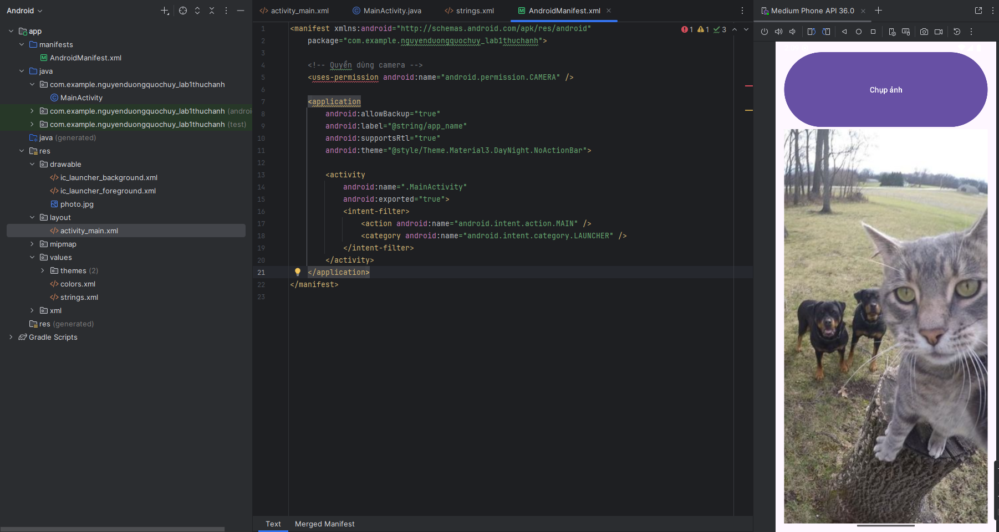 Android
app
manifests
AndroidManifest.xml
java
com.example.nguyenduongquochuy_lab1thuchanh
MainActivity
com.example.nguyenduongquochuy_lab1thuchanh (androi
com.example.nguyenduongquochuy_lab1thuchanh (test)
java (generated)
res
drawable
ic_launcher_background.xml
ic_launcher_foreground.xml
photo.jpg
layout
activity_main.xml
mipmap
values
themes (2)
colors.xml
strings.xml
xml
res (generated)
Gradle Scripts
activity_main.xml
MainActivity.java
strings.xml
AndroidManifest.xml
1 1 3
1 <manifest xmlns:android="http://schemas.android.com/apk/res/android"
2 package="com.example.nguyenduongquochuy_lab1thuchanh">
3
4 <!-- Quyền dùng camera -->
5 <uses-permission android:name="android.permission.CAMERA" />
6
7 <application
8 android:allowBackup="true"
9 android:label="@string/app_name"
10 android:supportsRtl="true"
11 android:theme="@style/Theme.Material3.DayNight.NoActionBar">
12
13 <activity
14 android:name=".MainActivity"
15 android:exported="true">
16 <intent-filter>
17 <action android:name="android.intent.action.MAIN" />
18 <category android:name="android.intent.category.LAUNCHER" />
19 </intent-filter>
20 </activity>
21 </application>
22 </manifest>
23
Text Merged Manifest
Medium Phone API 36.0
Chụp ảnh